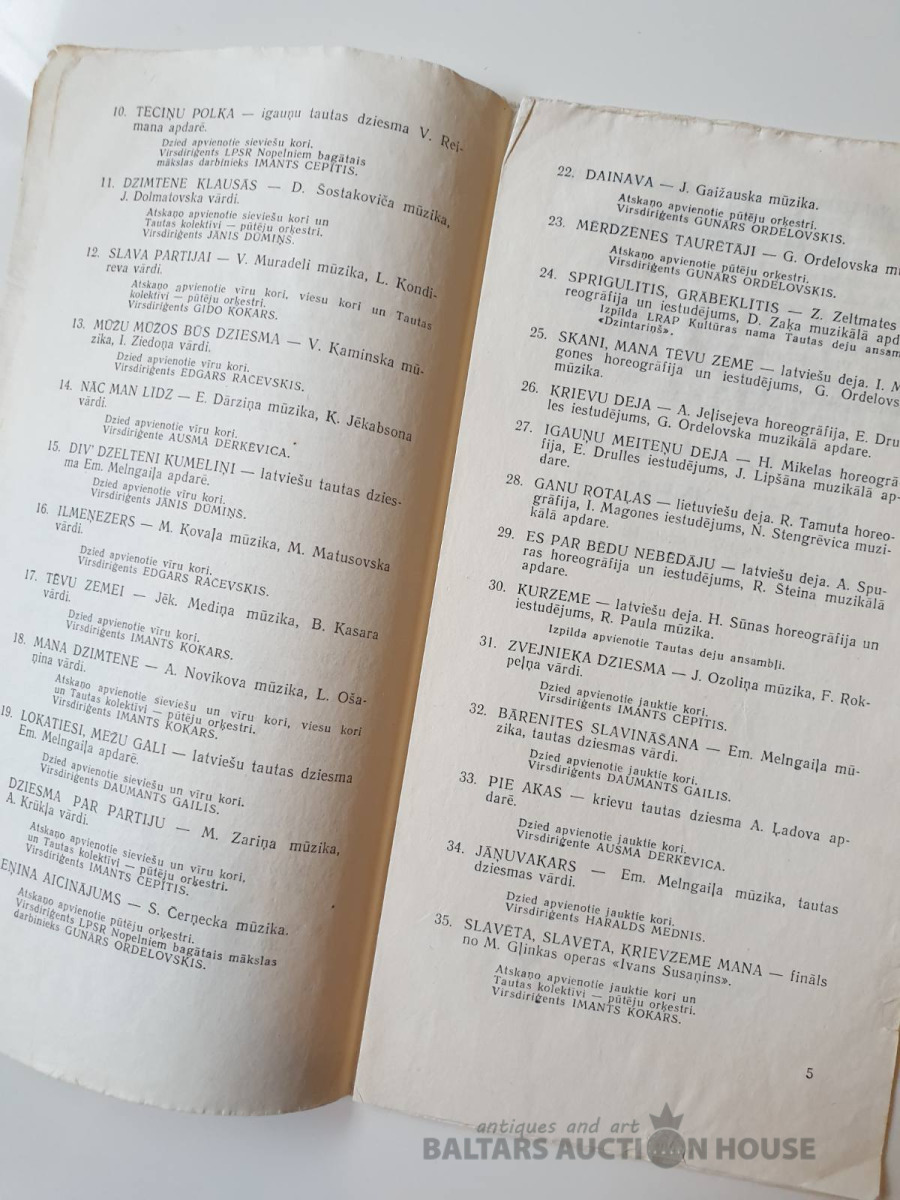 10. TECIŅU POLKA — igauņu tautas dziesma V. Rei-
mana apdarē.
Dzied apvienotie sieviešu kori.
Virsdiriģents LPSR Nopelniem bagātais
mākslas darbinieks IMANTS CEPĪTIS.
11. DZIMTENE KLAUSĀS — D. Šostakoviča mūzika,
J. Dolmatovska vārdi.
Atskaņo apvienotie sieviešu kori un
Tautas kolektīvi — pūtēju orķestri.
Virsdiriģents JĀNIS DŪMIŅŠ.
12. SLAVA PARTIJAI — V. Muradeli mūzika, L. Kondi-
reva vārdi.
Atskaņo apvienotie vīru kori, viesu kori un Tautas
kolektīvi — pūtēju orķestri.
Virsdiriģents GIDO KOKARS.
13. MŪŽU MŪŽOS BŪS DZIESMA — V. Kaminska mū-
zika, I. Ziedoņa vārdi.
Dzied apvienotie vīru kori.
Virsdiriģents EDGARS RAČEVSKIS.
14. NĀC MAN LĪDZ — E. Dārziņa mūzika, K. Jēkabsona
vārdi.
Dzied apvienotie vīru kori.
Virsdiriģente AUSMA DERKĒVICA.
15. DIV' DZELTENI KUMELIŅI — latviešu tautas dzies-
ma Em. Melngaiļa apdarē.
Dzied apvienotie vīru kori.
Virsdiriģents JĀNIS DŪMIŅŠ.
16. ILMEŅEZERS — M. Kovaļa mūzika, M. Matusovska
vārdi.
Dzied apvienotie vīru kori.
Virsdiriģents EDGARS RAČEVSKIS.
17. TĒVU ZEMEI — Jēk. Mediņa mūzika, B. Kasara
vārdi.
Dzied apvienotie vīru kori.
Virsdiriģents IMANTS KOKARS.
18. MANA DZIMTENE — A. Novikova mūzika, L. Oša-
ņina vārdi.
Atskaņo apvienotie sieviešu un vīru kori, viesu kori
un Tautas kolektīvi — pūtēju orķestri.
Virsdiriģents IMANTS KOKARS.
19. LOKATIESI, MEŽU GALI — latviešu tautas dziesma
Em. Melngaiļa apdarē.
Dzied apvienotie sieviešu un vīru kori.
Virsdiriģents DAUMANTS GAILIS.
DZIESMA PAR PARTIJU — M. Zariņa mūzika,
A. Krūkļa vārdi.
Atskaņo apvienotie sieviešu un vīru kori,
un Tautas kolektīvi — pūtēju orķestri.
Virsdiriģents IMANTS CEPĪTIS.
EŅINA AICINĀJUMS — S. Čerņecka mūzika.
Atskaņo apvienotie pūtēju orķestri.
Virsdiriģents LPSR Nopelniem bagātais mākslas
darbinieks GUNĀRS ORDELOVSKIS.
22. DAINAVA — J. Gaižauska mūzika.
Atskaņo apvienotie pūtēju orķestri.
Virsdiriģents GUNĀRS ORDELOVSKIS.
23. MĒRDZENES TAURĒTĀJI — G. Ordelovska m
Atskaņo apvienotie pūtēju orķestri.
Virsdiriģents GUNĀRS ORDELOVSKIS.
24. SPRIGULĪTIS, GRĀBEKLĪTIS — Z. Zeltmates
reogrāfija un iestudējums, D. Zaķa muzikālā apd
Izpilda LRAP Kultūras nama Tautas deju ansam
«Dzintariņš».
25. SKANI, MANA TĒVU ZEME — latviešu deja. I. M
gones horeogrāfija un iestudējums, G. Ordelovs
mūzika.
26. KRIEVU DEJA — A. Jeļisejeva horeogrāfija, E. Dru
les iestudējums, G. Ordelovska muzikālā apdare.
27. IGAUŅU MEITEŅU DEJA — H. Mikelas horeogrā
fija, E. Drulles iestudējums, J. Lipšāna muzikālā ap-
dare.
28. GANU ROTAĻAS — lietuviešu deja. R. Tamuta horeo-
grāfija, I. Magones iestudējums, N. Stengrēvica muzi-
kālā apdare.
29. ES PAR BĒDU NEBĒDĀJU — latviešu deja. A. Spu-
ras horeogrāfija un iestudējums, R. Šteina muzikālā
apdare.
30. KURZEME — latviešu deja. H. Sūnas horeogrāfija un
iestudējums, R. Paula mūzika.
Izpilda apvienotie Tautas deju ansambļi.
31. ZVEJNIEKA DZIESMA — J. Ozoliņa mūzika, F. Rok-
peļņa vārdi.
Dzied apvienotie jauktie kori.
Virsdiriģents IMANTS CEPĪTIS.
32. BĀRENĪTES SLAVINĀŠANA — Em. Melngaiļa mū-
zika, tautas dziesmas vārdi.
Dzied apvienotie jauktie kori.
Virsdiriģents DAUMANTS GAILIS.
33. PIE AKAS — krievu tautas dziesma A. Ļadova ap-
darē.
Dzied apvienotie jauktie kori.
Virsdiriģente AUSMA DERKĒVICA.
34. JĀŅUVAKARS — Em. Melngaiļa mūzika, tautas
dziesmas vārdi.
Dzied apvienotie jauktie kori.
Virsdiriģents HARALDS MEDNIS.
35. SLAVĒTA, SLAVĒTA, KRIEVZEME MANA — fināls
no M. Gļinkas operas «Ivans Susaņins».
Atskaņo apvienotie jauktie kori un
Tautas kolektīvi — pūtēju orķestri.
Virsdiriģents IMANTS KOKARS.
5
antiques and art
BALTARS AUCTION HOUSE